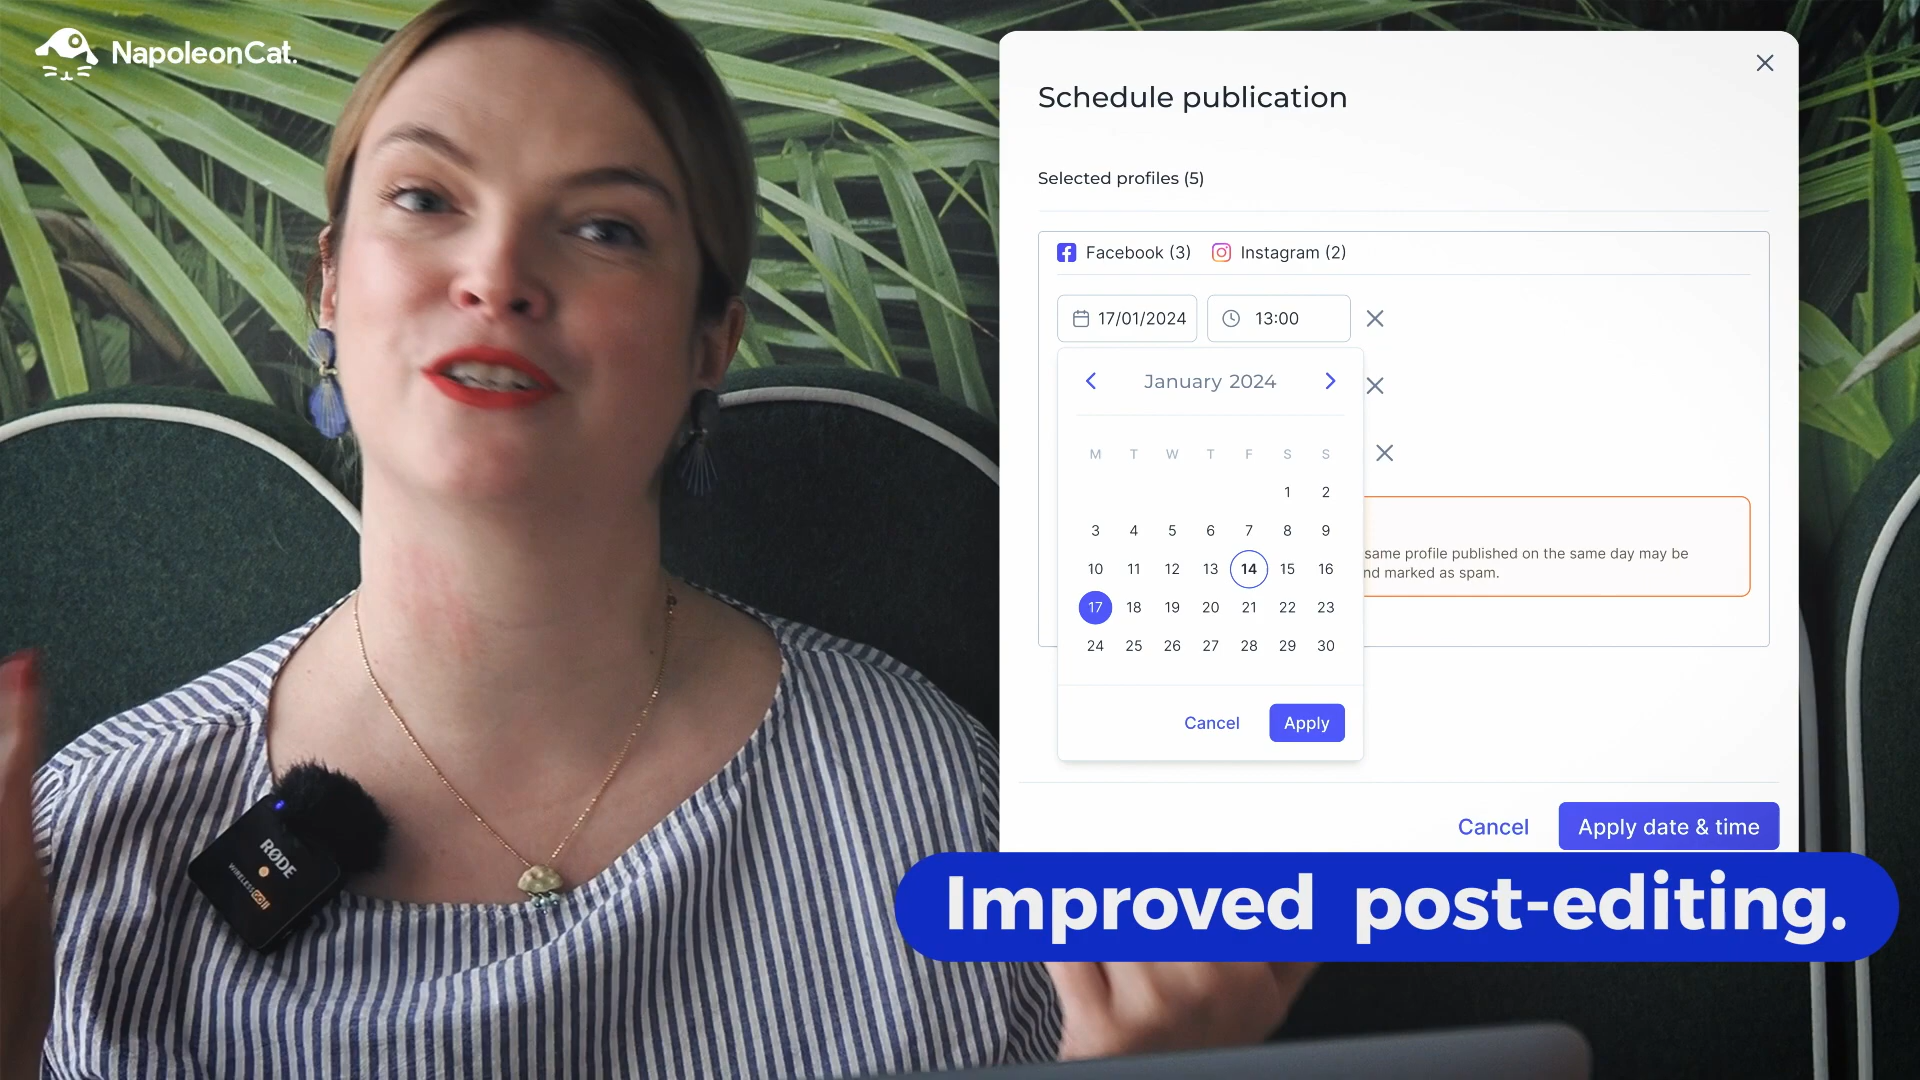 NapoleonCat.
Schedule publication
Selected profiles (5)
Facebook (3) Instagram (2)
17/01/2024 13:00
January 2024
M T W T F S S
1 2
3 4 5 6 7 8 9
10 11 12 13 14 15 16
same profile published on the same day may be
nd marked as spam.
17 18 19 20 21 22 23
24 25 26 27 28 29 30
Cancel Apply
Cancel Apply date & time
Improved post-editing.
RØDE
WIRELESS GO II